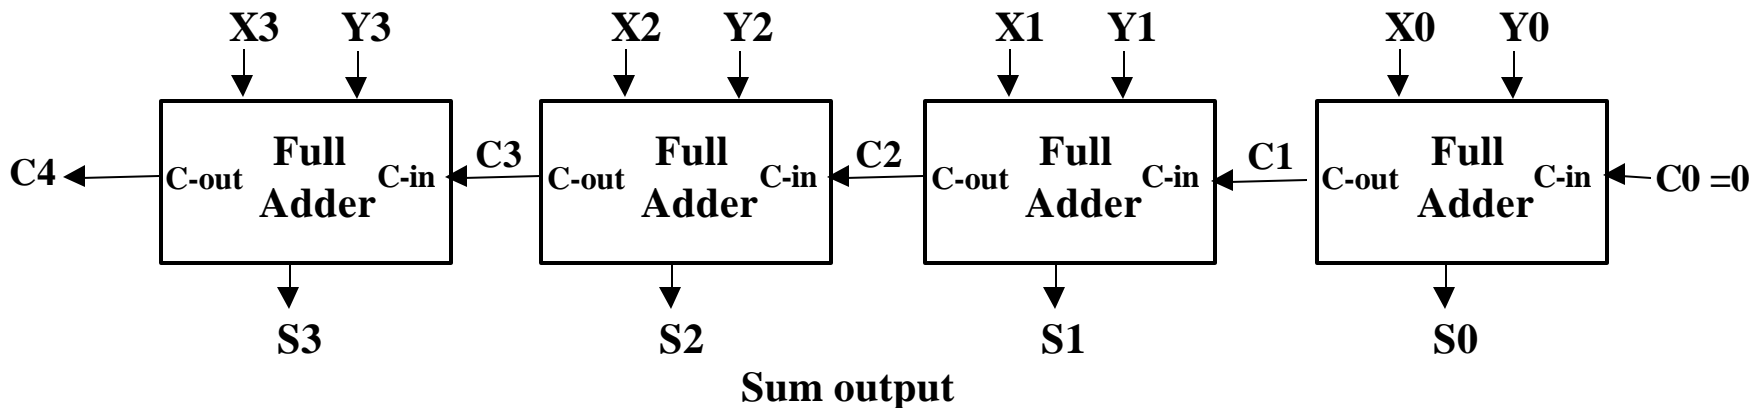 X3 Y3 X2 Y2 X1 Y1 X0 Y0
Full Full Full Full
C4 C-out C-in C3 C-out C-in C2 C-out C-in C1 C-out C-in C0 =0
Adder Adder Adder Adder
S3 S2 S1 S0
Sum output